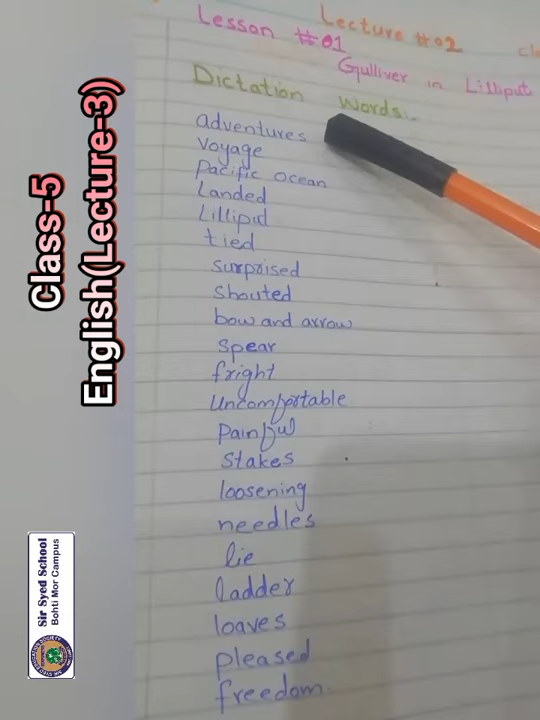 Lecture #02
Lesson #01
Gulliver in Lilliput
Dictation words:-
adventures
Voyage
Pacific ocean
Landed
Lilliput
tied
surprised
shouted
bow and arrow
spear
fright
Uncomfortable
Painful
Stakes
loosening
needles
lie
ladder
loaves
pleased
freedom
Class-5
English(Lecture-3)
Sir Syed School
Bohti Mor Campus